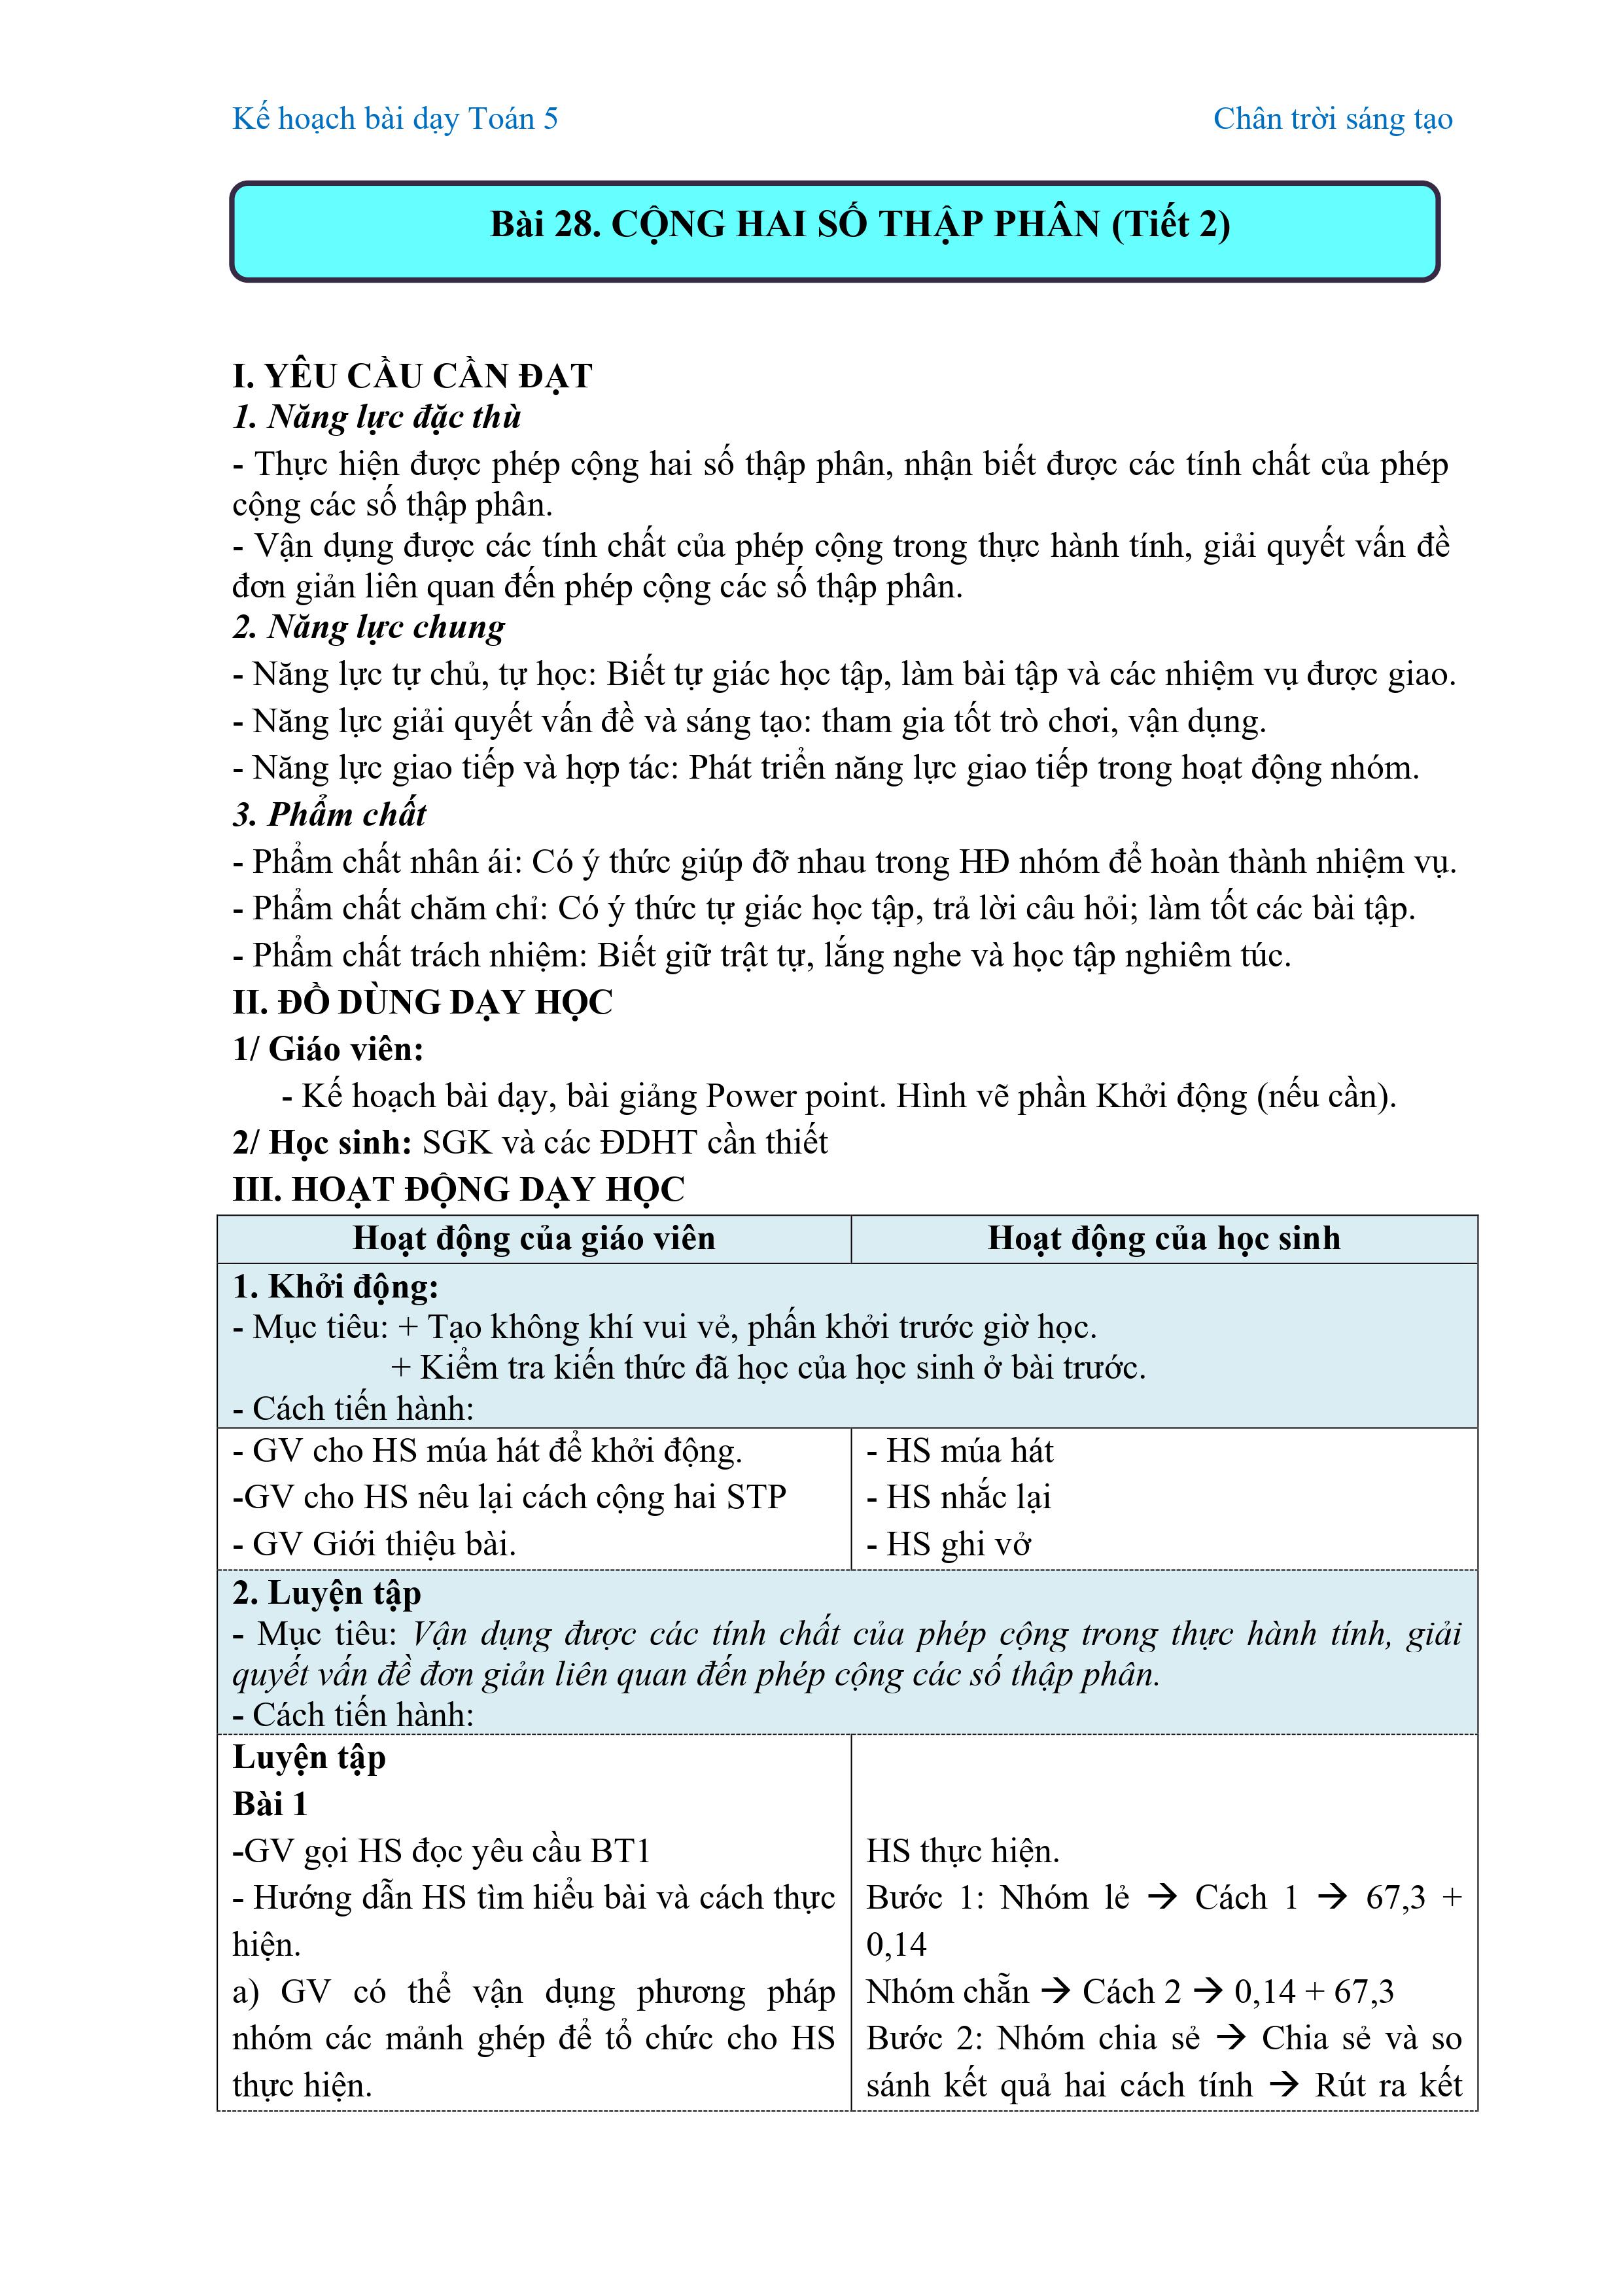 Kế hoạch bài dạy Toán 5 Chân trời sáng tạo
Bài 28. CỘNG HAI SỐ THẬP PHÂN (Tiết 2)
I. YÊU CẦU CẦN ĐẠT
1. Năng lực đặc thù
- Thực hiện được phép cộng hai số thập phân, nhận biết được các tính chất của phép
cộng các số thập phân.
- Vận dụng được các tính chất của phép cộng trong thực hành tính, giải quyết vấn đề
đơn giản liên quan đến phép cộng các số thập phân.
2. Năng lực chung
- Năng lực tự chủ, tự học: Biết tự giác học tập, làm bài tập và các nhiệm vụ được giao.
- Năng lực giải quyết vấn đề và sáng tạo: tham gia tốt trò chơi, vận dụng.
- Năng lực giao tiếp và hợp tác: Phát triển năng lực giao tiếp trong hoạt động nhóm.
3. Phẩm chất
- Phẩm chất nhân ái: Có ý thức giúp đỡ nhau trong HĐ nhóm để hoàn thành nhiệm vụ.
- Phẩm chất chăm chỉ: Có ý thức tự giác học tập, trả lời câu hỏi; làm tốt các bài tập.
- Phẩm chất trách nhiệm: Biết giữ trật tự, lắng nghe và học tập nghiêm túc.
II. ĐỒ DÙNG DẠY HỌC
1/ Giáo viên:
- Kế hoạch bài dạy, bài giảng Power point. Hình vẽ phần Khởi động (nếu cần).
2/ Học sinh: SGK và các ĐDHT cần thiết
III. HOẠT ĐỘNG DẠY HỌC
Hoạt động của giáo viên Hoạt động của học sinh
1. Khởi động:
- Mục tiêu: + Tạo không khí vui vẻ, phấn khởi trước giờ học.
+ Kiểm tra kiến thức đã học của học sinh ở bài trước.
- Cách tiến hành:
- GV cho HS múa hát để khởi động.
-GV cho HS nêu lại cách cộng hai STP
- GV Giới thiệu bài.
- HS múa hát
- HS nhắc lại
- HS ghi vở
2. Luyện tập
- Mục tiêu: Vận dụng được các tính chất của phép cộng trong thực hành tính, giải
quyết vấn đề đơn giản liên quan đến phép cộng các số thập phân.
- Cách tiến hành:
Luyện tập
Bài 1
-GV gọi HS đọc yêu cầu BT1
- Hướng dẫn HS tìm hiểu bài và cách thực
hiện.
a) GV có thể vận dụng phương pháp
nhóm các mảnh ghép để tổ chức cho HS
thực hiện.
HS thực hiện.
Bước 1: Nhóm lẻ → Cách 1 → 67,3 +
0,14
Nhóm chẵn → Cách 2 → 0,14 + 67,3
Bước 2: Nhóm chia sẻ → Chia sẻ và so
sánh kết quả hai cách tính → Rút ra kết